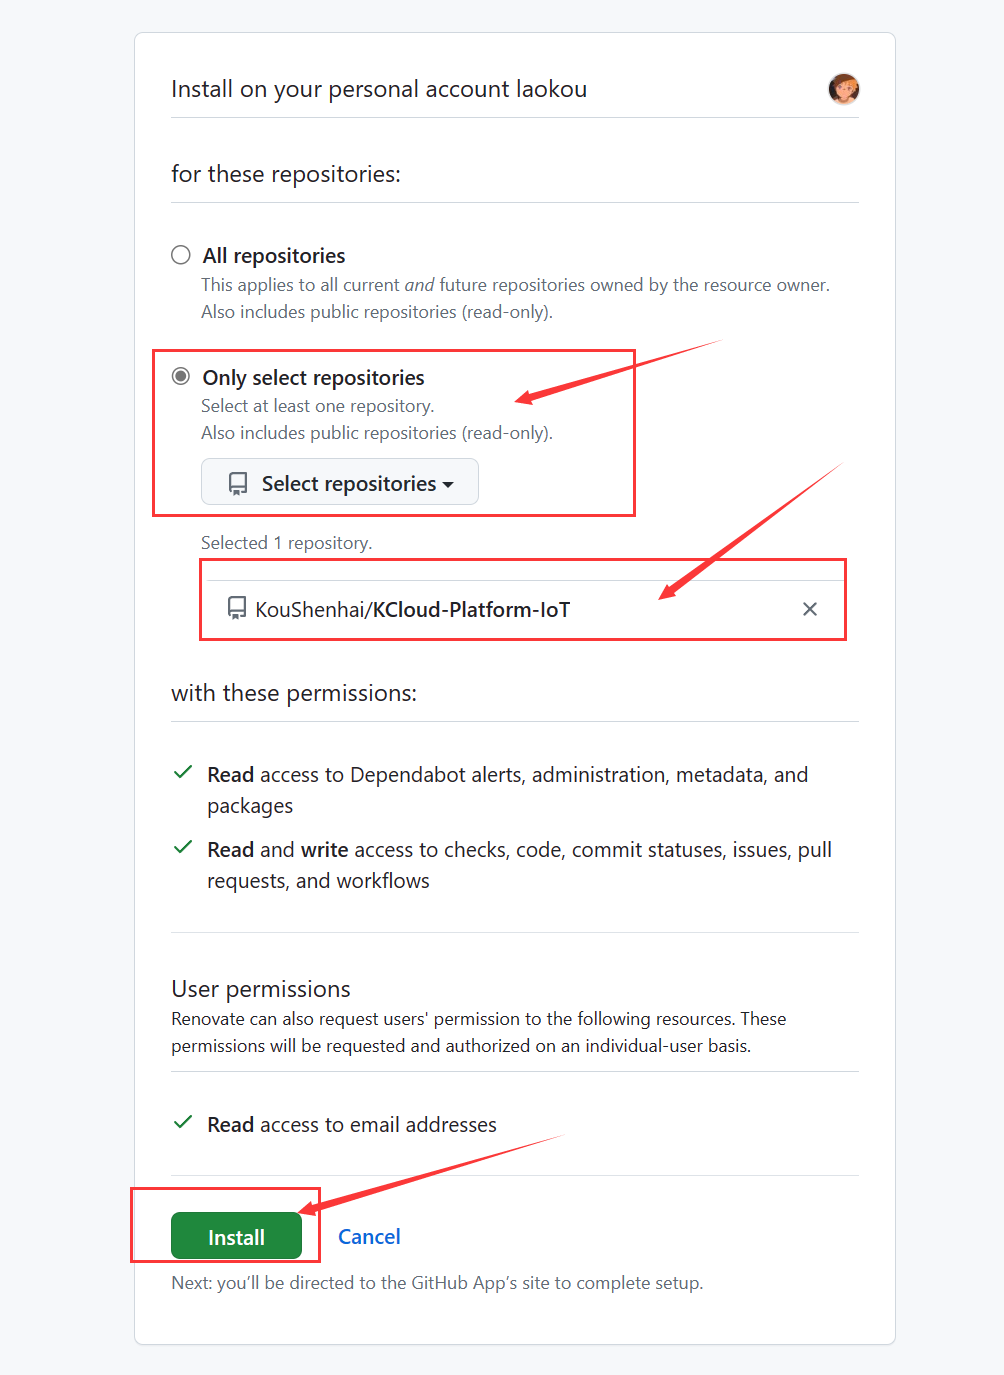 Install on your personal account laokou
for these repositories:
All repositories
This applies to all current and future repositories owned by the resource owner.
Also includes public repositories (read-only).
Only select repositories
Select at least one repository.
Also includes public repositories (read-only).
Select repositories
Selected 1 repository.
KouShenhai/KCloud-Platform-IoT
with these permissions:
Read access to Dependabot alerts, administration, metadata, and
packages
Read and write access to checks, code, commit statuses, issues, pull
requests, and workflows
User permissions
Renovate can also request users' permission to the following resources. These
permissions will be requested and authorized on an individual-user basis.
Read access to email addresses
Install Cancel
Next: you’ll be directed to the GitHub App’s site to complete setup.